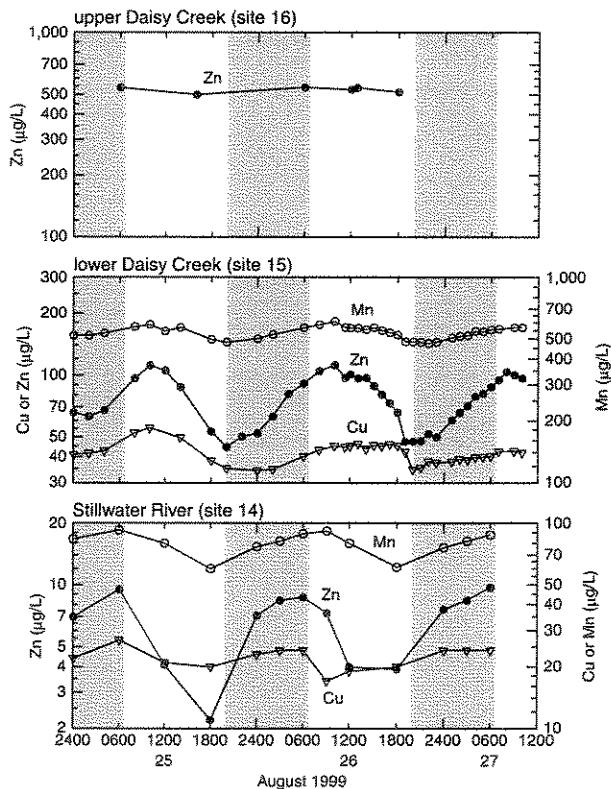 upper Daisy Creek (site 16)
1,000
700
500
400
300
200
100
Zn (µg/L)
Zn
lower Daisy Creek (site 15)
300
200
100
70
50
40
30
Cu or Zn (µg/L)
Mn
Zn
Cu
1,000
700
500
400
300
200
100
Mn (µg/L)
Stillwater River (site 14)
20
10
7
5
4
3
2
Zn (µg/L)
Mn
Zn
Cu
100
70
50
40
30
20
10
Cu or Mn (µg/L)
2400 0600 1200 1800 2400 0600 1200 1800 2400 0600 1200
25 26 27
August 1999